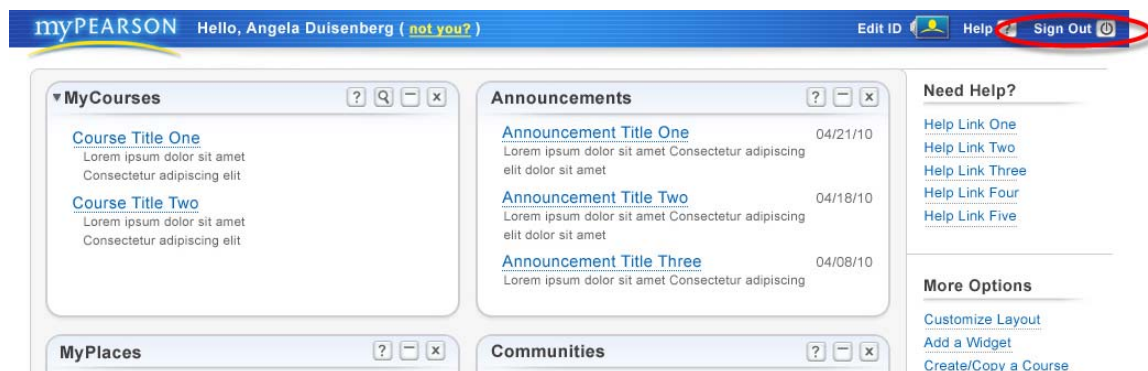 myPEARSON Hello, Angela Duisenberg ( not you? ) Edit ID Help ? Sign Out
MyCourses ?
Course Title One
Lorem ipsum dolor sit amet
Consectetur adipiscing elit
Course Title Two
Lorem ipsum dolor sit amet
Consectetur adipiscing elit
Announcements ?
Announcement Title One 04/21/10
Lorem ipsum dolor sit amet Consectetur adipiscing
elit dolor sit amet
Announcement Title Two 04/18/10
Lorem ipsum dolor sit amet Consectetur adipiscing
elit dolor sit amet
Announcement Title Three 04/08/10
Lorem ipsum dolor sit amet Consectetur adipiscing
Need Help?
Help Link One
Help Link Two
Help Link Three
Help Link Four
Help Link Five
MyPlaces ?
Communities ?
More Options
Customize Layout
Add a Widget
Create/Copy a Course